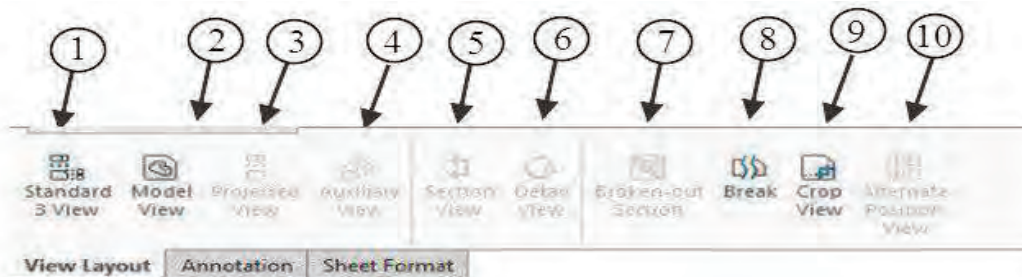 1 2 3 4 5 6 7 8 9 10
Standard Model Projected Auxiliary Section Detail Broken-out Break Crop Alternate
3 View View View View View View Section View Position
View
View Layout Annotation Sheet Format